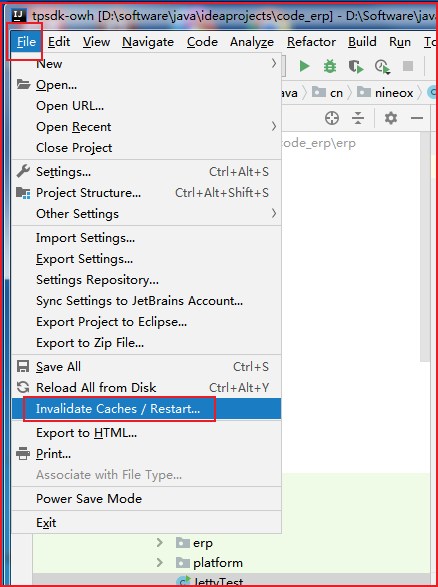 tpsdk-owh [D:\software\java\ideaprojects\code_erp] - D:\Software\java
File Edit View Navigate Code Analyze Refactor Build Run
New
Open...
java cn nineox
Open URL...
Open Recent
Close Project
code_erp\erp
Settings... Ctrl+Alt+S
Project Structure... Ctrl+Alt+Shift+S
Other Settings
Import Settings...
Export Settings...
Settings Repository...
Sync Settings to JetBrains Account...
Export Project to Eclipse...
Export to Zip File...
Save All Ctrl+S
Reload All from Disk Ctrl+Alt+Y
Invalidate Caches / Restart...
Export to HTML...
Print...
Associate with File Type...
Power Save Mode
Exit
erp
platform
JettyTest